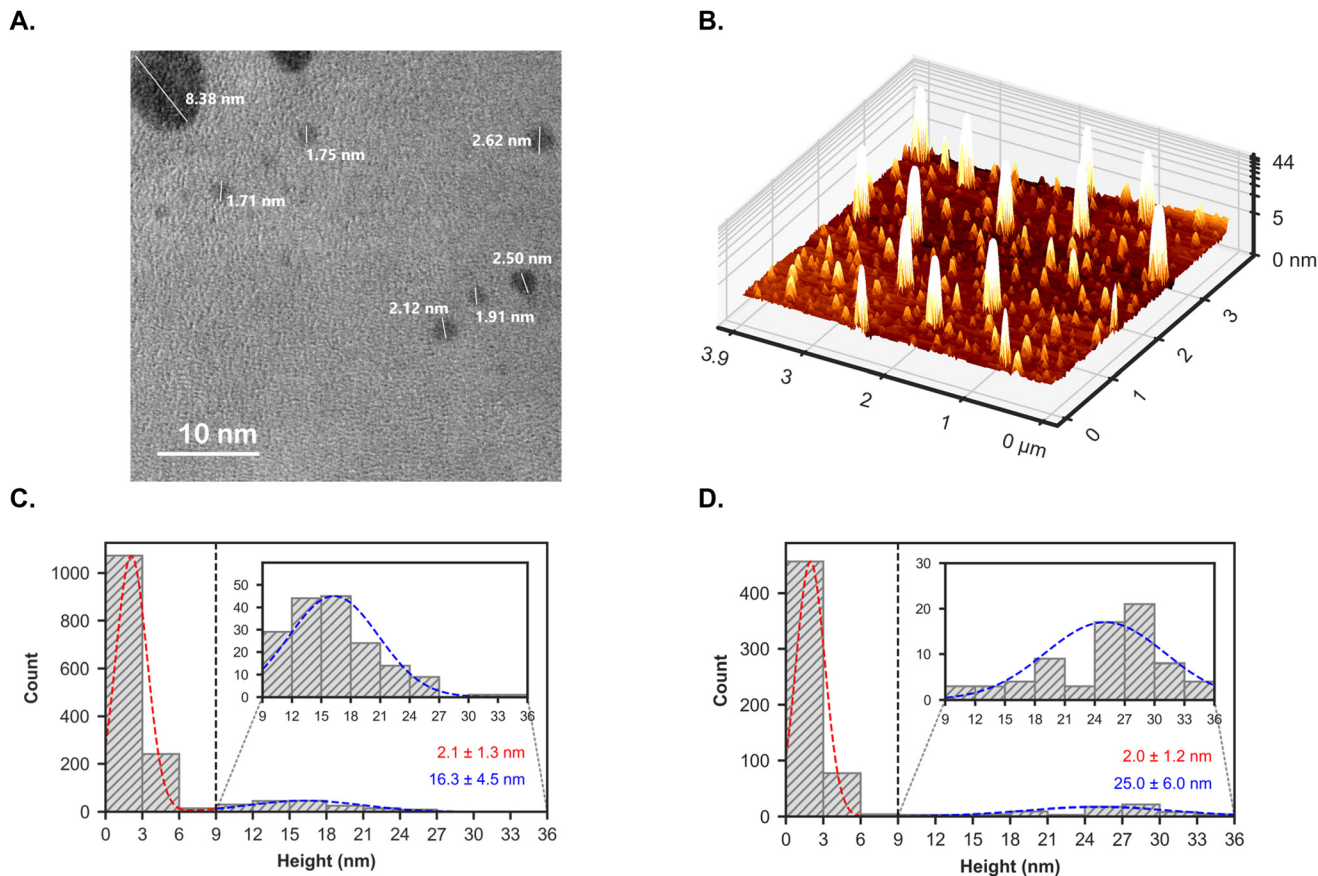 A.
8.38 nm
1.75 nm
2.62 nm
1.71 nm
2.50 nm
2.12 nm
1.91 nm
10 nm
B.
44
5
0 nm
3.9
3
2
1
0 µm
0
1
2
3
C.
Count
1000
800
600
400
200
0
50
40
30
20
10
0
9 12 15 18 21 24 27 30 33 36
2.1 ± 1.3 nm
16.3 ± 4.5 nm
0 3 6 9 12 15 18 21 24 27 30 33 36
Height (nm)
D.
Count
400
300
200
100
0
30
20
10
0
9 12 15 18 21 24 27 30 33 36
2.0 ± 1.2 nm
25.0 ± 6.0 nm
0 3 6 9 12 15 18 21 24 27 30 33 36
Height (nm)